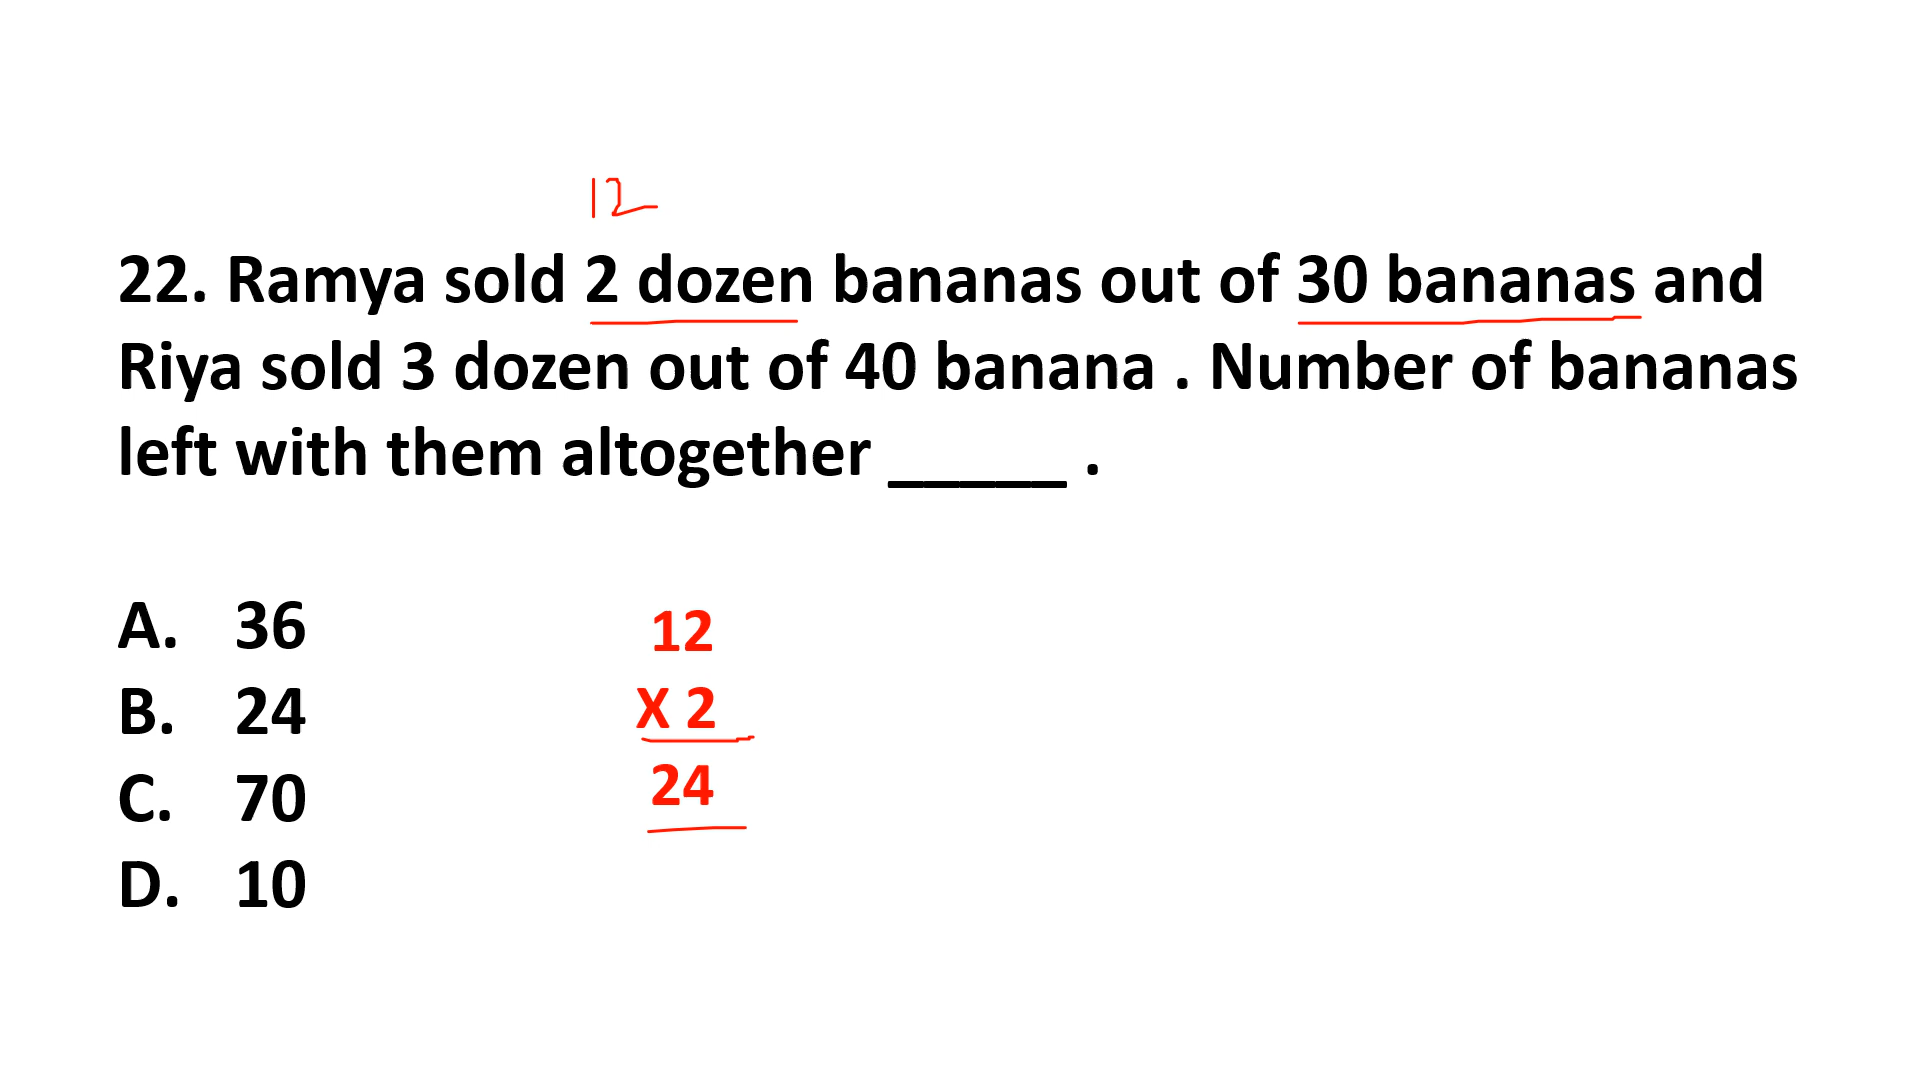 12
22. Ramya sold 2 dozen bananas out of 30 bananas and
Riya sold 3 dozen out of 40 banana . Number of bananas
left with them altogether _____ .
A. 36
B. 24
C. 70
D. 10
12
X 2
24